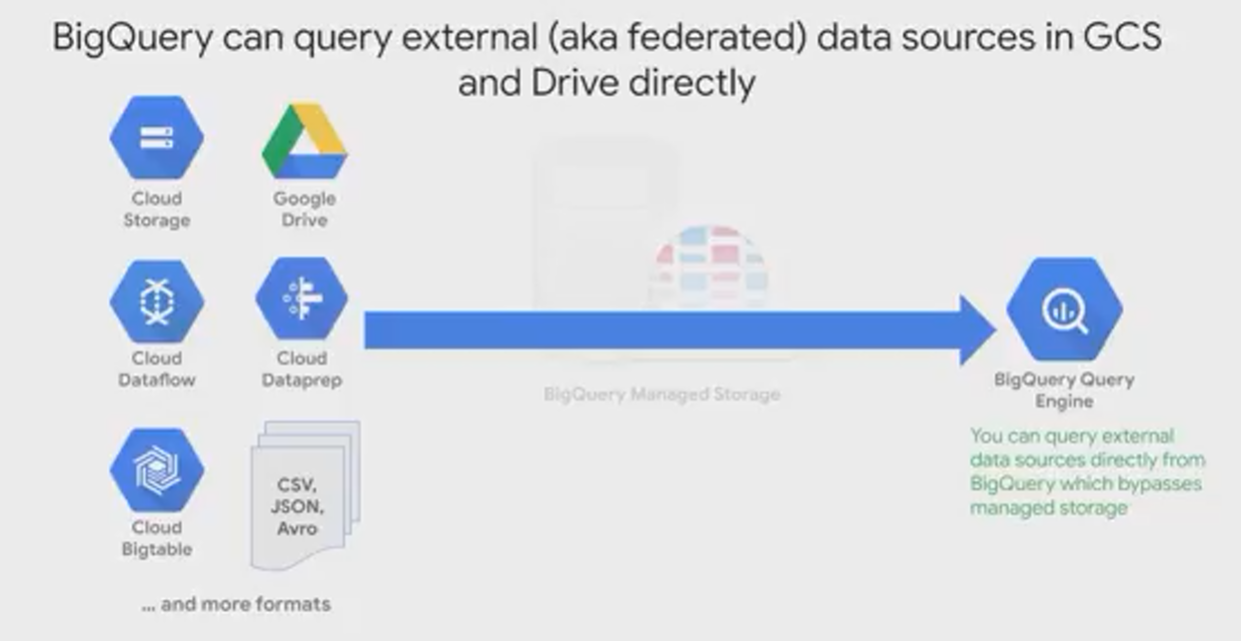 BigQuery can query external (aka federated) data sources in GCS
and Drive directly
Cloud
Storage
Google
Drive
Cloud
Dataflow
Cloud
Dataprep
BigQuery Managed Storage
BigQuery Query
Engine
You can query external
data sources directly from
BigQuery which bypasses
managed storage
Cloud
Bigtable
CSV,
JSON,
Avro
... and more formats